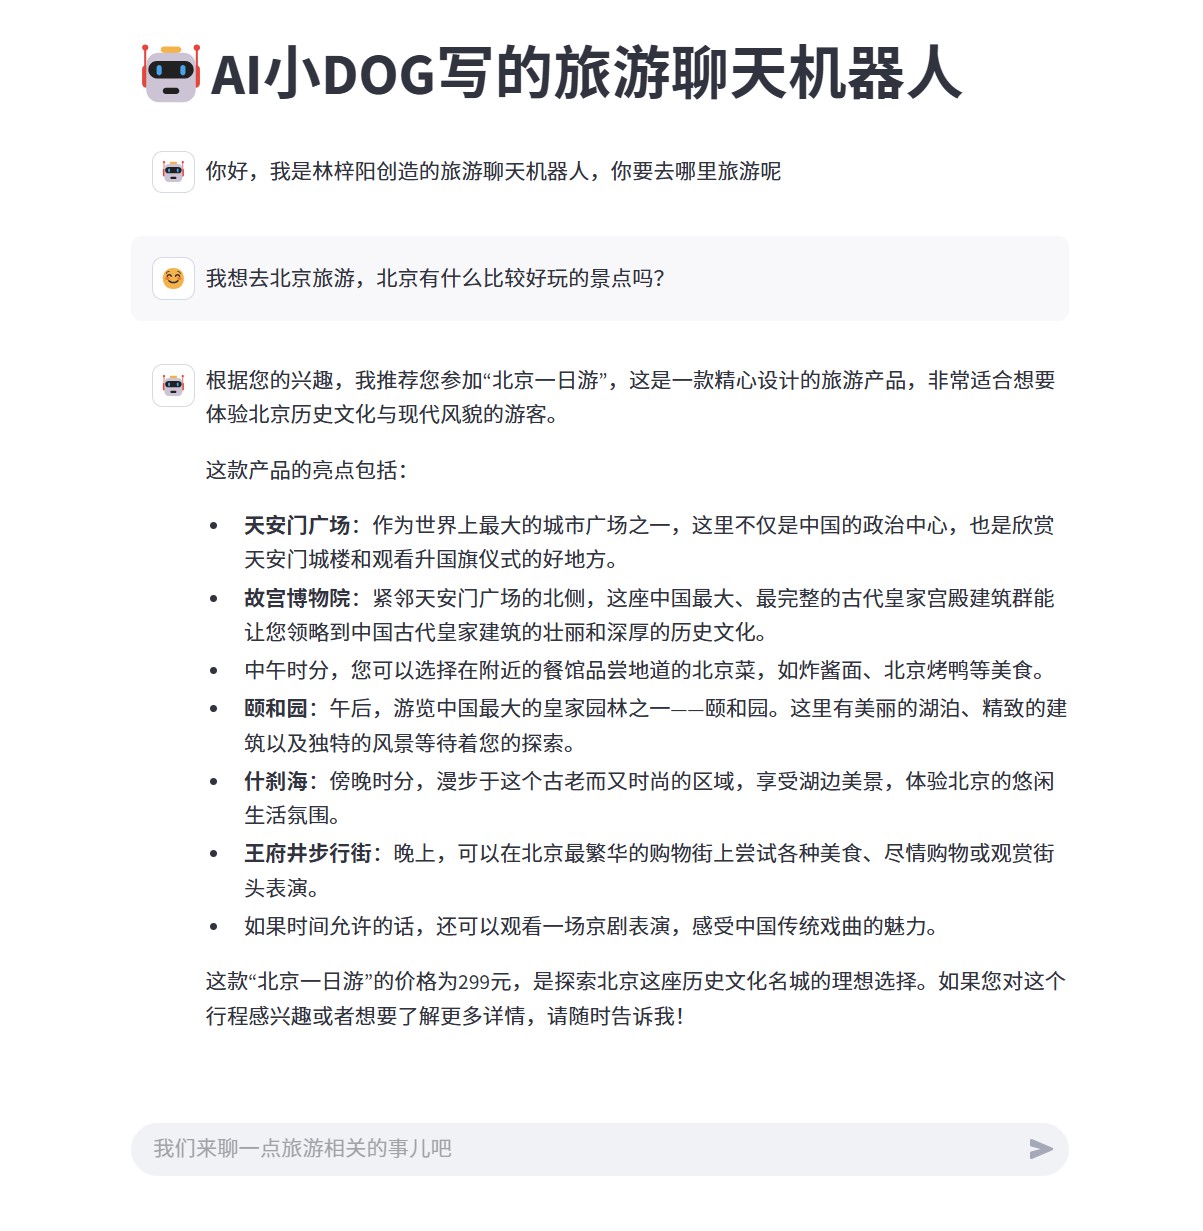 AI小DOG写的旅游聊天机器人
你好，我是林梓阳创造的旅游聊天机器人，你要去哪里旅游呢
我想去北京旅游，北京有什么比较好玩的景点吗？
根据您的兴趣，我推荐您参加“北京一日游”，这是一款精心设计的旅游产品，非常适合想要
体验北京历史文化与现代风貌的游客。
这款产品的亮点包括：
• 天安门广场：作为世界上最大的城市广场之一，这里不仅是中国的政治中心，也是欣赏
天安门城楼和观看升国旗仪式的好地方。
• 故宫博物院：紧邻天安门广场的北侧，这座中国最大、最完整的古代皇家宫殿建筑群能
让您领略到中国古代皇家建筑的壮丽和深厚的历史文化。
• 中午时分，您可以选择在附近的餐馆品尝地道的北京菜，如炸酱面、北京烤鸭等美食。
• 颐和园：午后，游览中国最大的皇家园林之一——颐和园。这里有美丽的湖泊、精致的建
筑以及独特的风景等待着您的探索。
• 什刹海：傍晚时分，漫步于这个古老而又时尚的区域，享受湖边美景，体验北京的悠闲
生活氛围。
• 王府井步行街：晚上，可以在北京最繁华的购物街上尝试各种美食、尽情购物或观赏街
头表演。
• 如果时间允许的话，还可以观看一场京剧表演，感受中国传统戏曲的魅力。
这款“北京一日游”的价格为299元，是探索北京这座历史文化名城的理想选择。如果您对这个
行程感兴趣或者想要了解更多详情，请随时告诉我！
我们来聊一点旅游相关的事儿吧